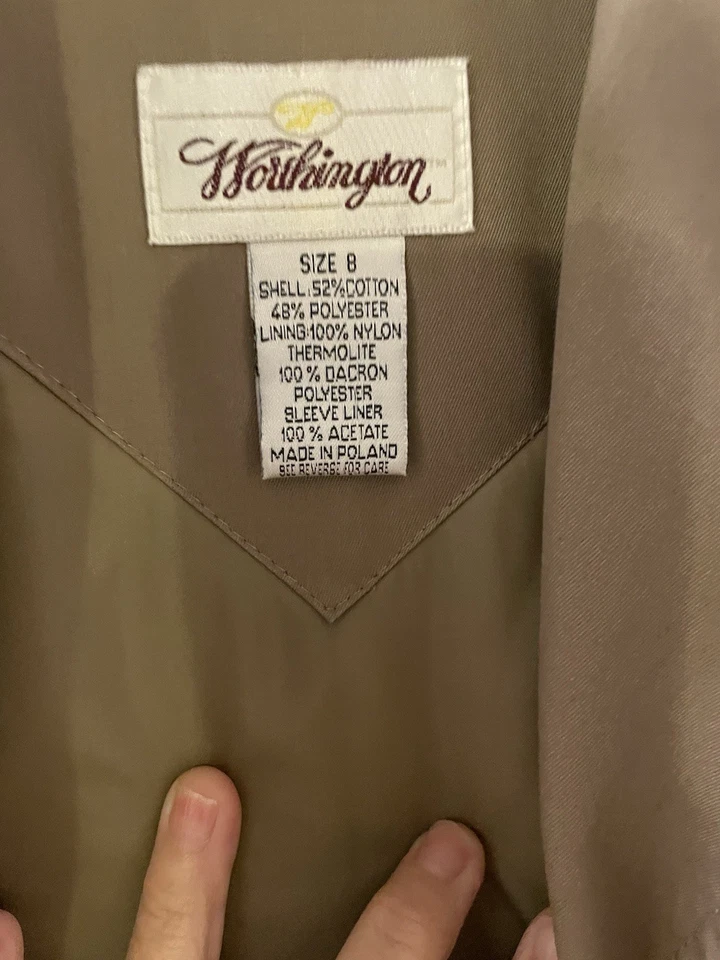 Worthington™
SIZE 8
SHELL:52%COTTON
48% POLYESTER
LINING:100% NYLON
THERMOLITE
100 % DACRON
POLYESTER
SLEEVE LINER
100 % ACETATE
MADE IN POLAND
SEE REVERSE FOR CARE